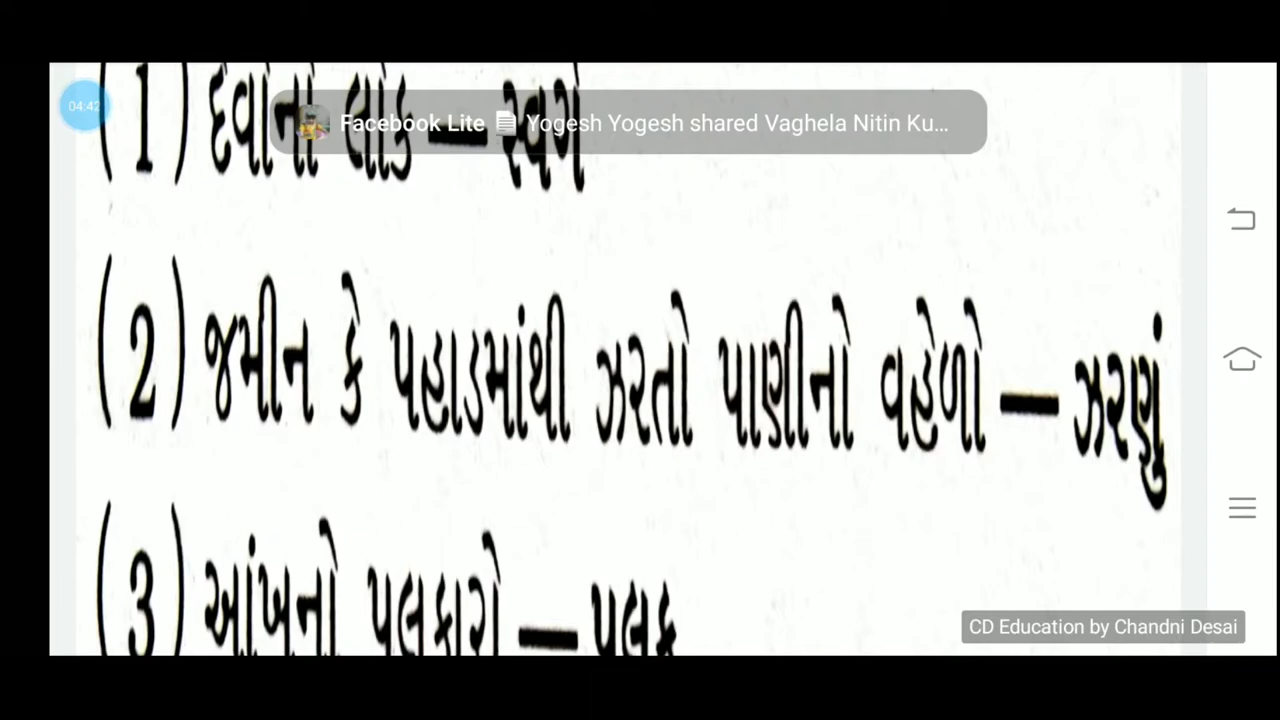 04:42
Facebook Lite Yogesh Yogesh shared Vaghela Nitin Ku...
(1) દેવોનો લોક — સ્વર્ગ
(2) જમીન કે પહાડમાંથી ઝરતો પાણીનો વહેળો — ઝરણું
(3) આંખનો પલકારો — પલક
CD Education by Chandni Desai